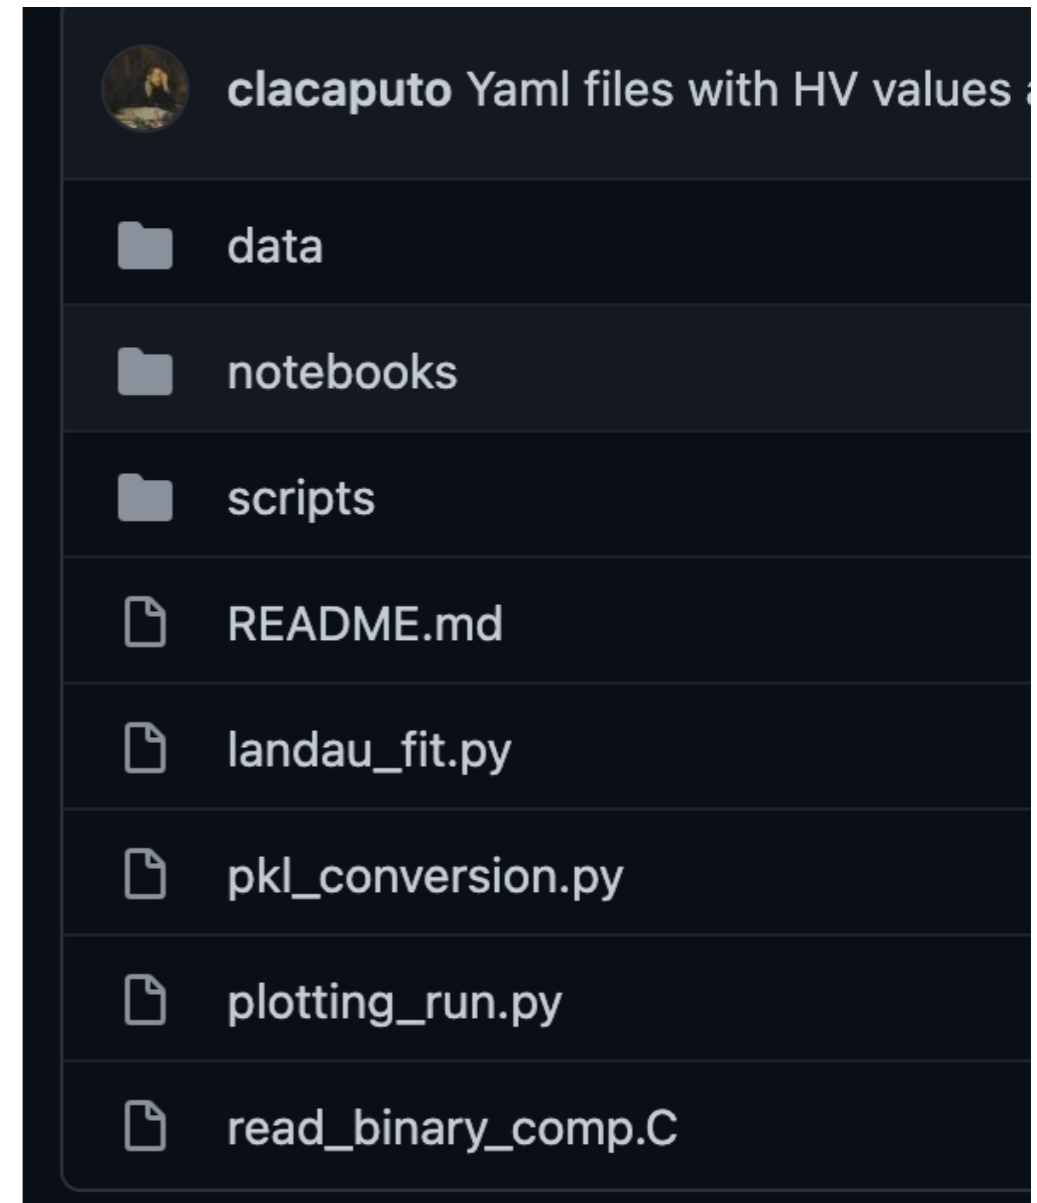 clacaputo Yaml files with HV values
data
notebooks
scripts
README.md
landau_fit.py
pkl_conversion.py
plotting_run.py
read_binary_comp.C